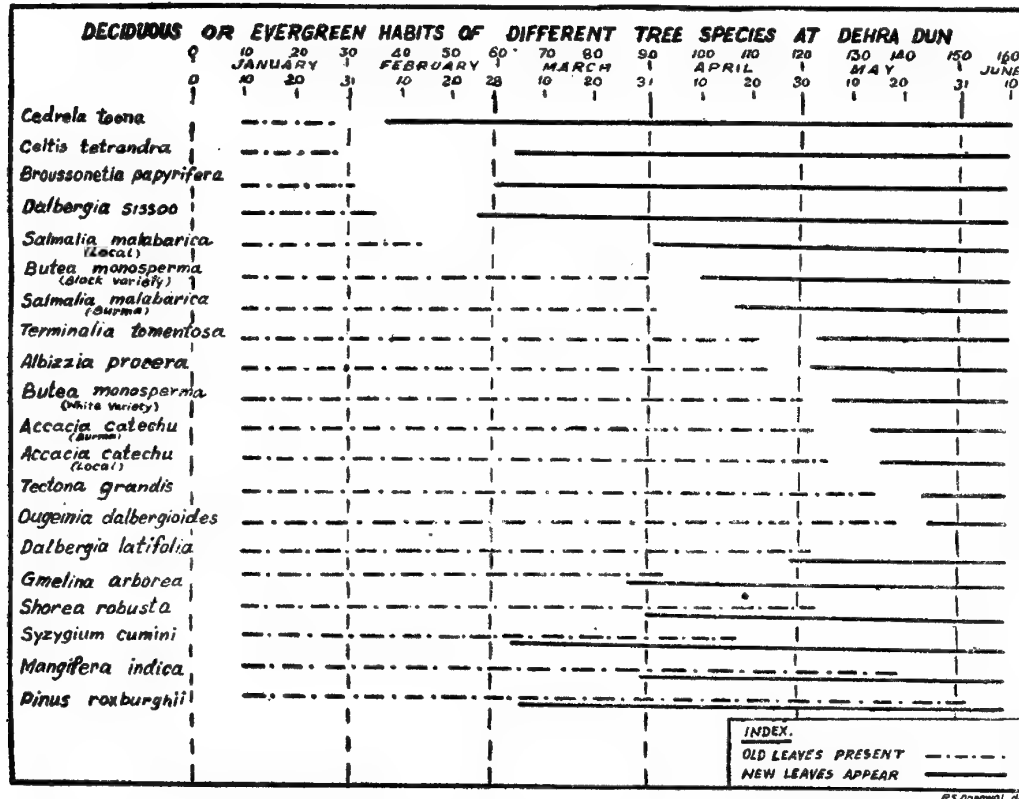 DECIDUOUS OR EVERGREEN HABITS OF DIFFERENT TREE SPECIES AT DEHRA DUN
0 10 20 30 40 50 60 70 80 90 100 110 120 130 140 150 160
JANUARY FEBRUARY MARCH APRIL MAY JUNE
0 10 20 31 10 20 28 10 20 31 10 20 30 10 20 31 10
Cedrela toona
Celtis tetrandra
Broussonetia papyrifera
Dalbergia sissoo
Salmalia malabarica
(Local)
Butea monosperma
(Black variety)
Salmalia malabarica
(Burma)
Terminalia tomentosa
Albizzia procera
Butea monosperma
(White Variety)
Accacia catechu
(Burma)
Accacia catechu
(Local)
Tectona grandis
Ougeinia dalbergioides
Dalbergia latifolia
Gmelina arborea
Shorea robusta
Syzygium cumini
Mangifera indica
Pinus roxburghii
INDEX.
OLD LEAVES PRESENT
NEW LEAVES APPEAR